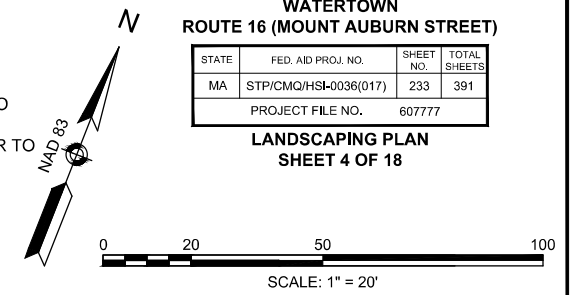 WATERTOWN
ROUTE 16 (MOUNT AUBURN STREET)
STATE FED. AID PROJ. NO. SHEET NO. TOTAL SHEETS
MA STP/CMQ/HSI-0036(017) 233 391
PROJECT FILE NO. 607777
LANDSCAPING PLAN
SHEET 4 OF 18
N
O
R TO
NAD 83
0 20 50 100
SCALE: 1" = 20'